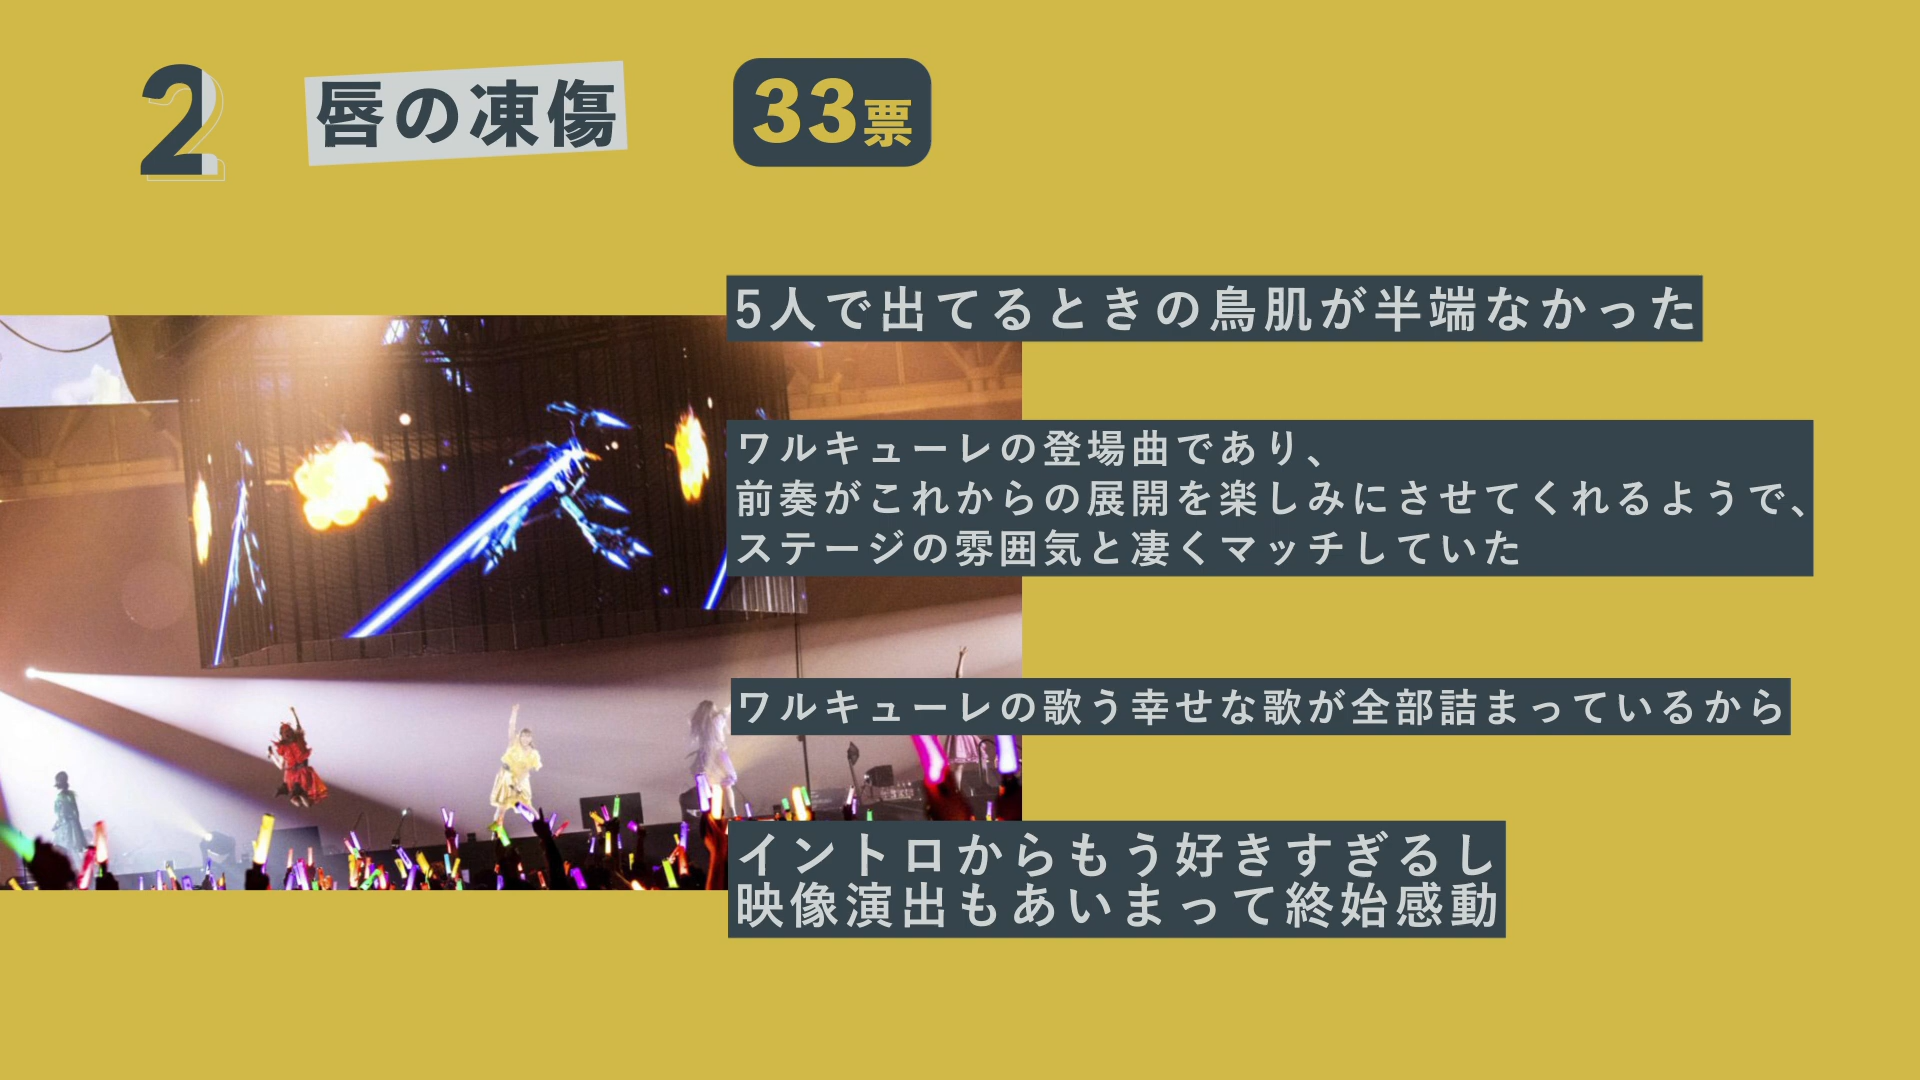 2
唇の凍傷
33票
5人で出てるときの鳥肌が半端なかった
ワルキューレの登場曲であり、
前奏がこれからの展開を楽しみにさせてくれるようで、
ステージの雰囲気と凄くマッチしていた
ワルキューレの歌う幸せな歌が全部詰まっているから
イントロからもう好きすぎるし
映像演出もあいまって終始感動